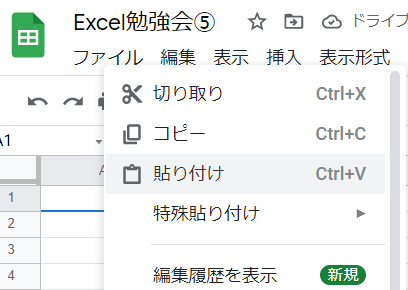 Excel勉強会⑤ ドライブ
ファイル 編集 表示 挿入 表示形式
切り取り Ctrl+X
A1
コピー Ctrl+C
貼り付け Ctrl+V
1
特殊貼り付け
2
3
編集履歴を表示 新規
4